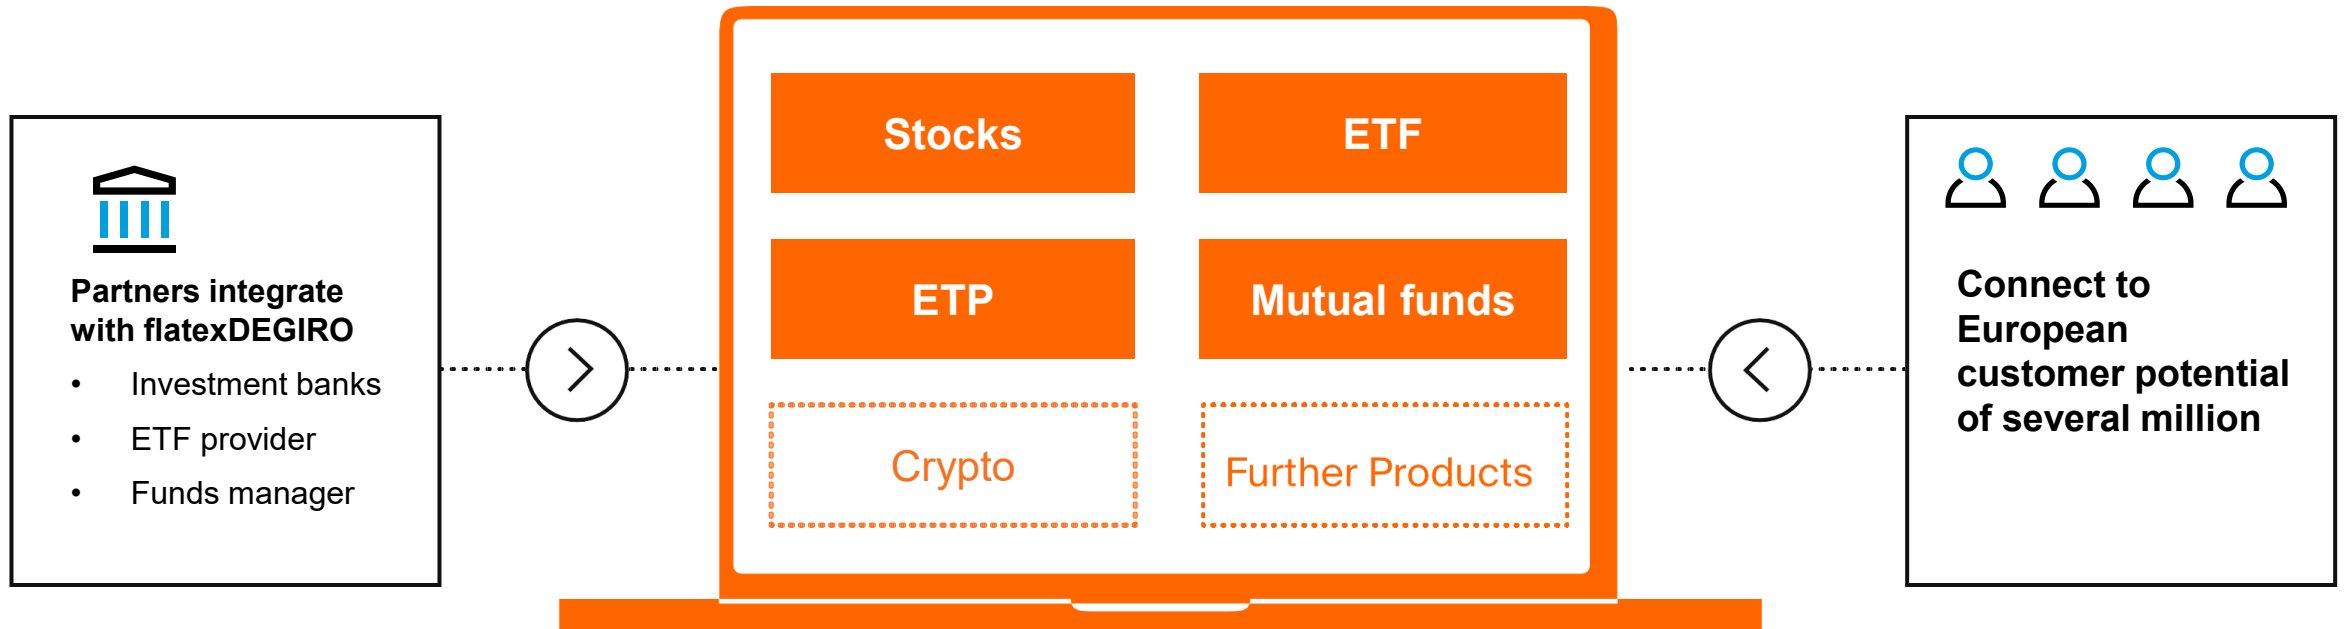 Partners integrate
with flatexDEGIRO
• Investment banks
• ETF provider
• Funds manager
Stocks
ETF
ETP
Mutual funds
Crypto
Further Products
Connect to
European
customer potential
of several million